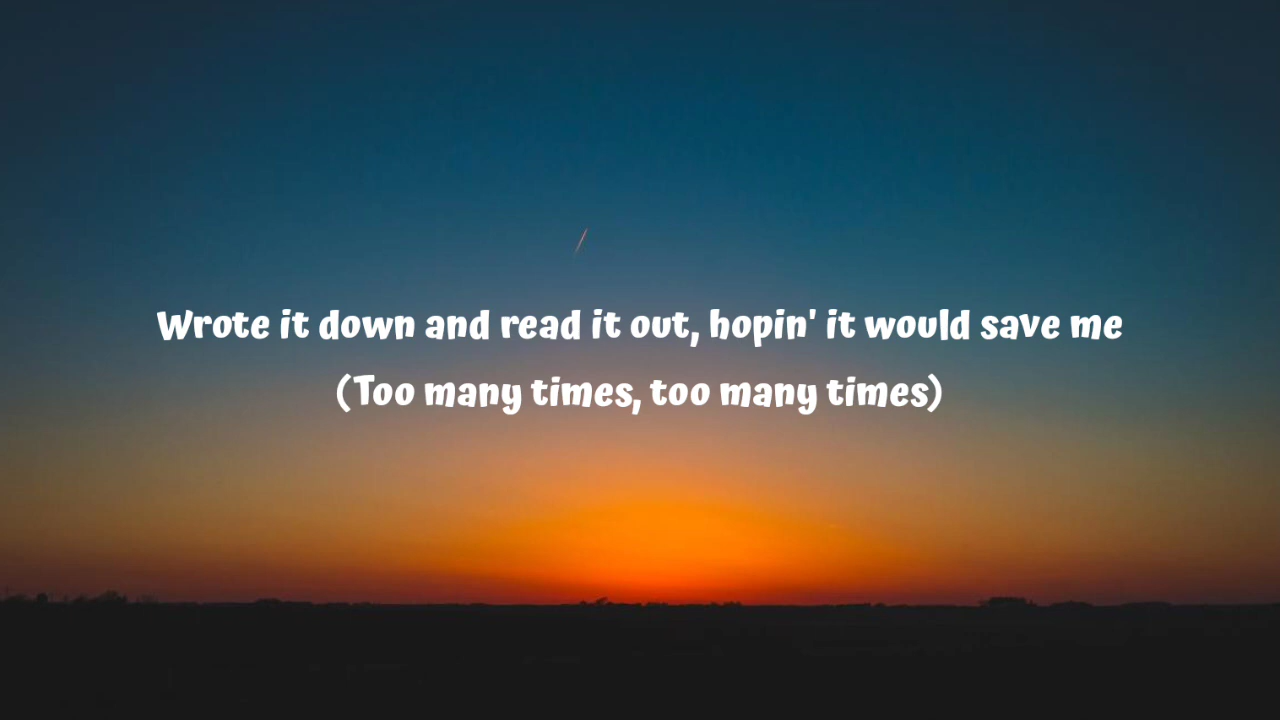 Wrote it down and read it out, hopin' it would save me
(Too many times, too many times)